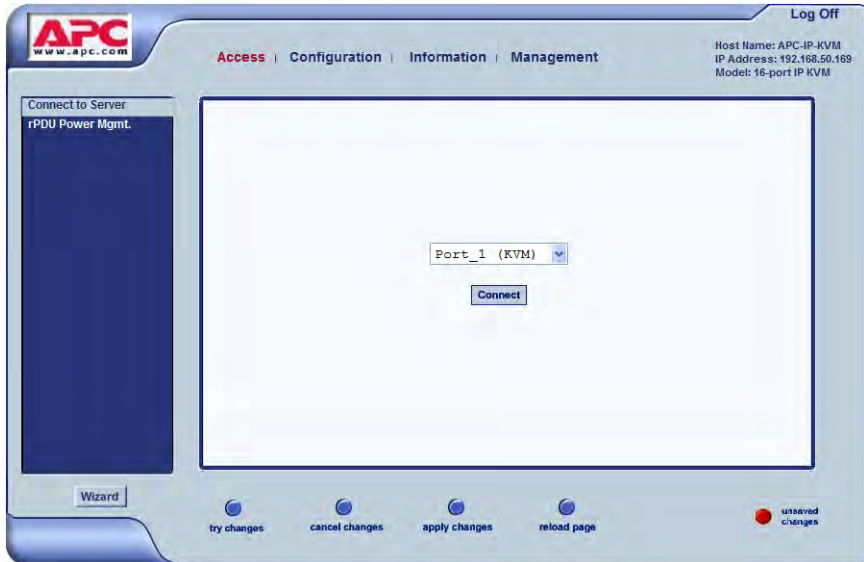 Log Off
APC
www.apc.com
Access | Configuration | Information | Management
Host Name: APC-IP-KVM
IP Address: 192.168.50.169
Model: 16-port IP KVM
Connect to Server
rPDU Power Mgmt.
Port_1 (KVM)
Connect
Wizard
try changes
cancel changes
apply changes
reload page
unsaved
changes